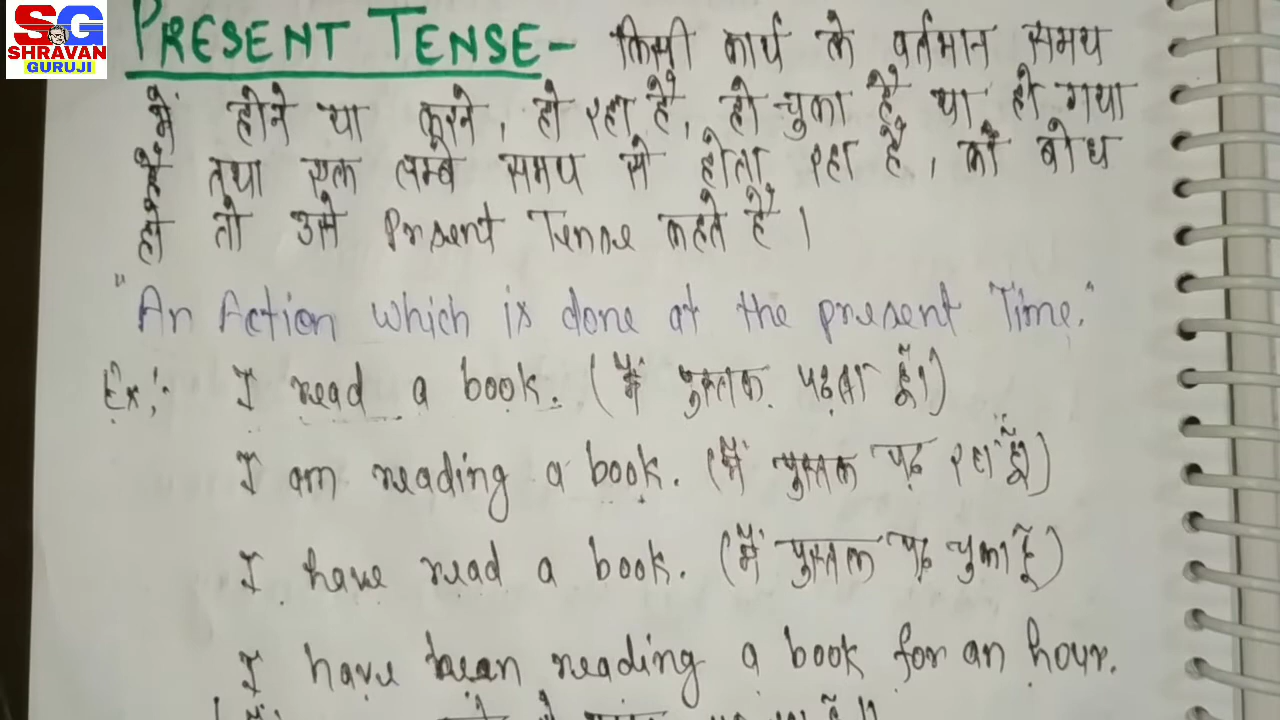 SG
SHRAVAN
GURUJI
PRESENT TENSE- किसी कार्य के वर्तमान समय
में होने या करने, हो रहा है, हो चुका है या हो गया
है तथा एक लम्बे समय से होता रहा है, का बोध
हो तो उसे Present Tense कहते है।
"An Action which is done at the present Time."
Ex:- I read a book. (मैं पुस्तक पढ़ता हूँ।)
I am reading a book. (मैं पुस्तक पढ़ रहा हूँ)
I have read a book. (मैं पुस्तक पढ़ चुका हूँ)
I have been reading a book for an hour.